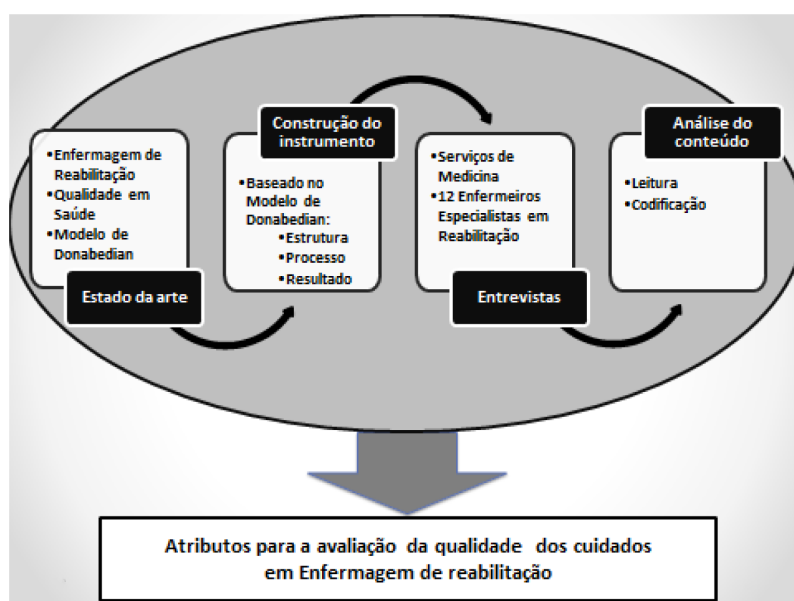 •Enfermagem de
Reabilitação
•Qualidade em
Saúde
•Modelo de
Donabedian
Estado da arte
Construção do
instrumento
•Baseado no
Modelo de
Donabedian:
•Estrutura
•Processo
•Resultado
•Serviços de
Medicina
•12 Enfermeiros
Especialistas em
Reabilitação
Entrevistas
Análise do
conteúdo
•Leitura
•Codificação
Atributos para a avaliação da qualidade dos cuidados
em Enfermagem de reabilitação